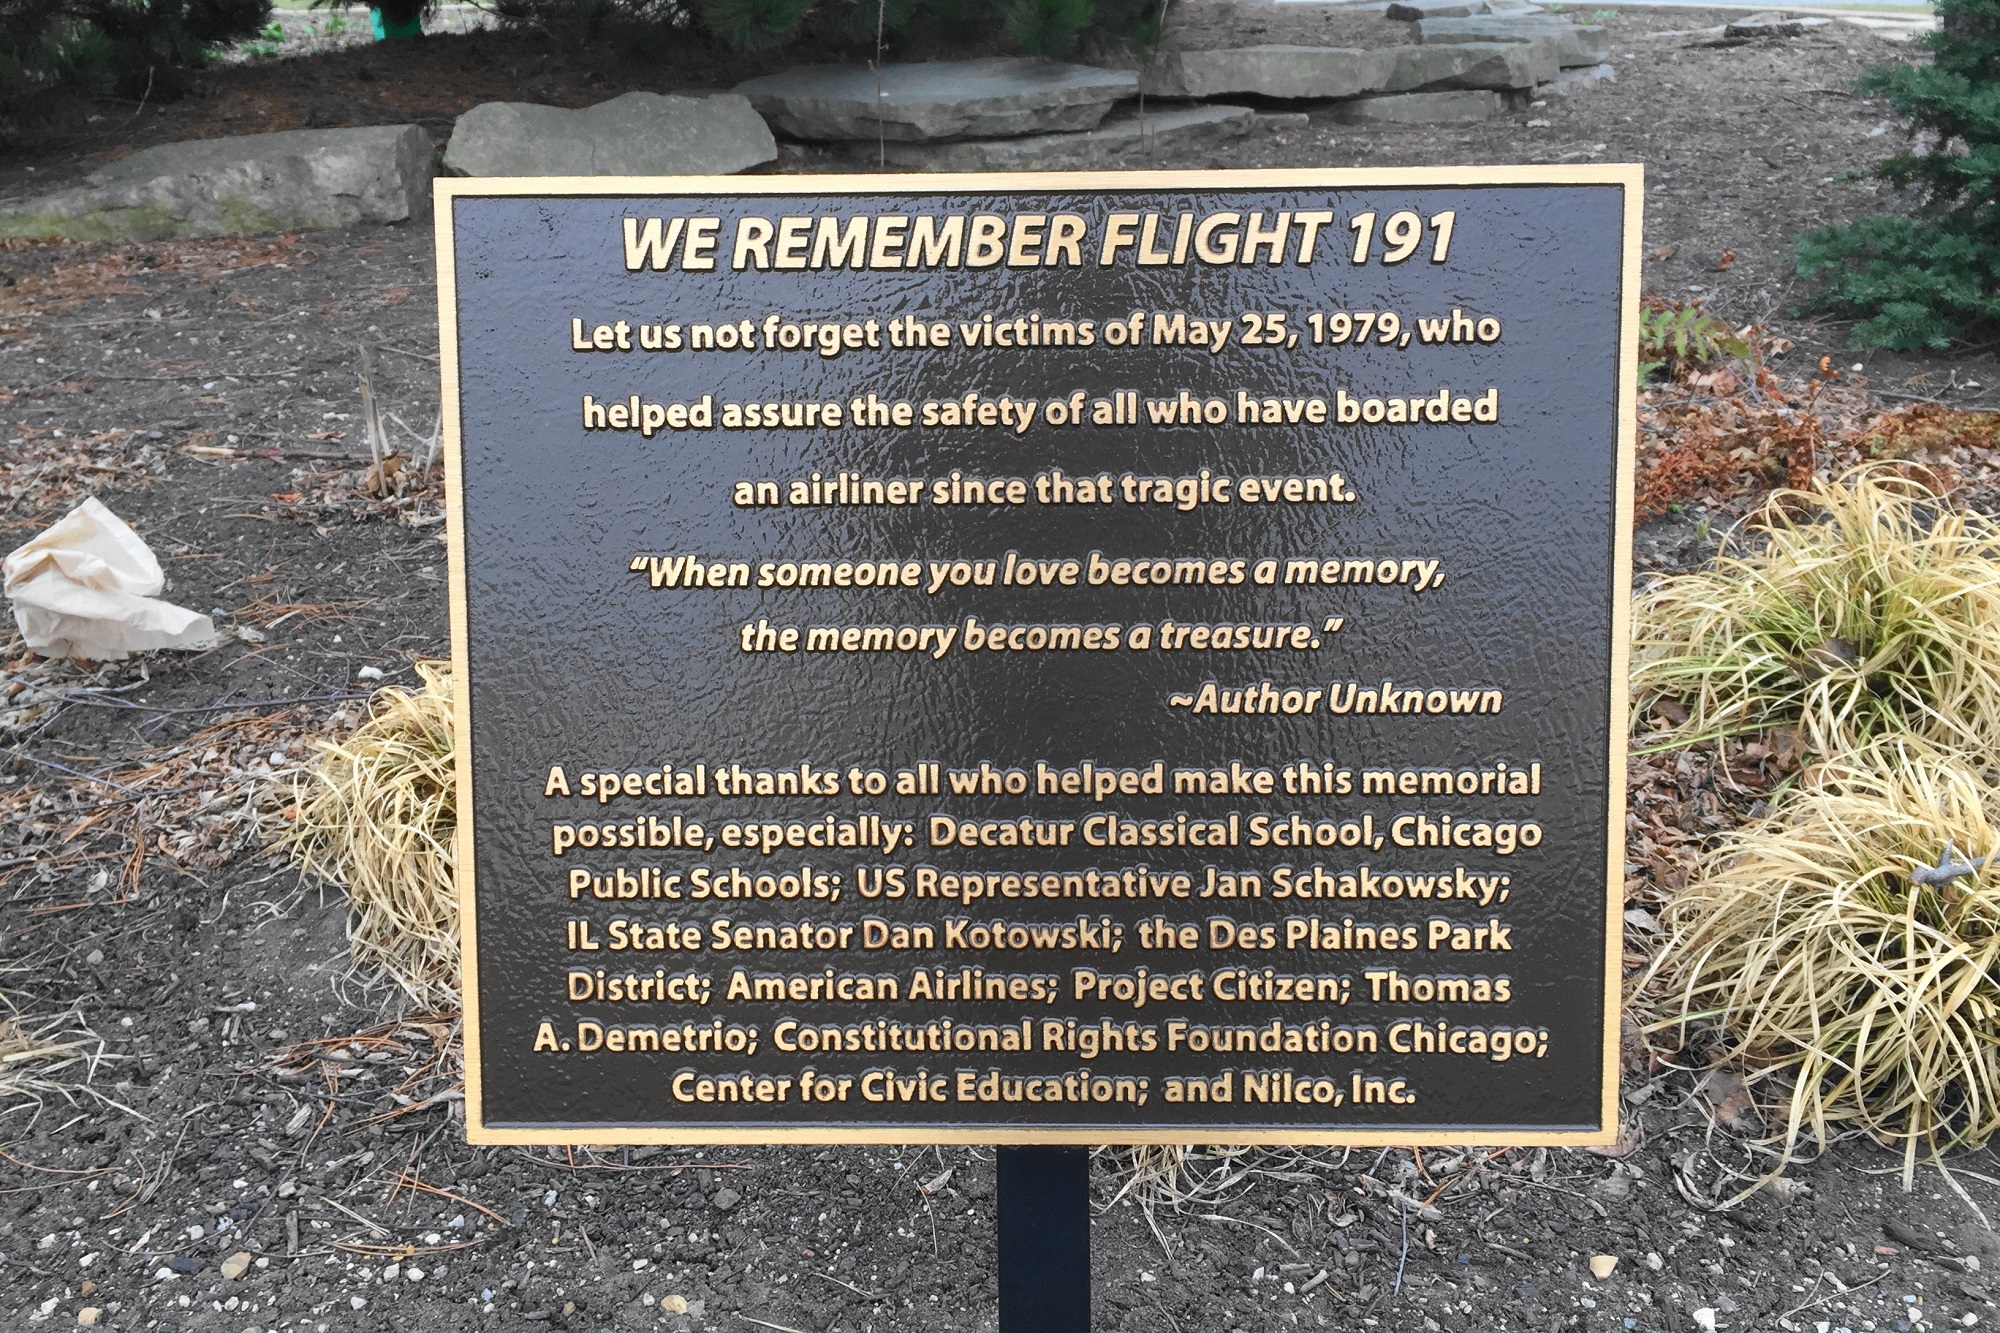 WE REMEMBER FLIGHT 191
Let us not forget the victims of May 25, 1979, who
helped assure the safety of all who have boarded
an airliner since that tragic event.
“When someone you love becomes a memory,
the memory becomes a treasure.”
~Author Unknown
A special thanks to all who helped make this memorial
possible, especially: Decatur Classical School, Chicago
Public Schools; US Representative Jan Schakowsky;
IL State Senator Dan Kotowski; the Des Plaines Park
District; American Airlines; Project Citizen; Thomas
A. Demetrio; Constitutional Rights Foundation Chicago;
Center for Civic Education; and Nilco, Inc.